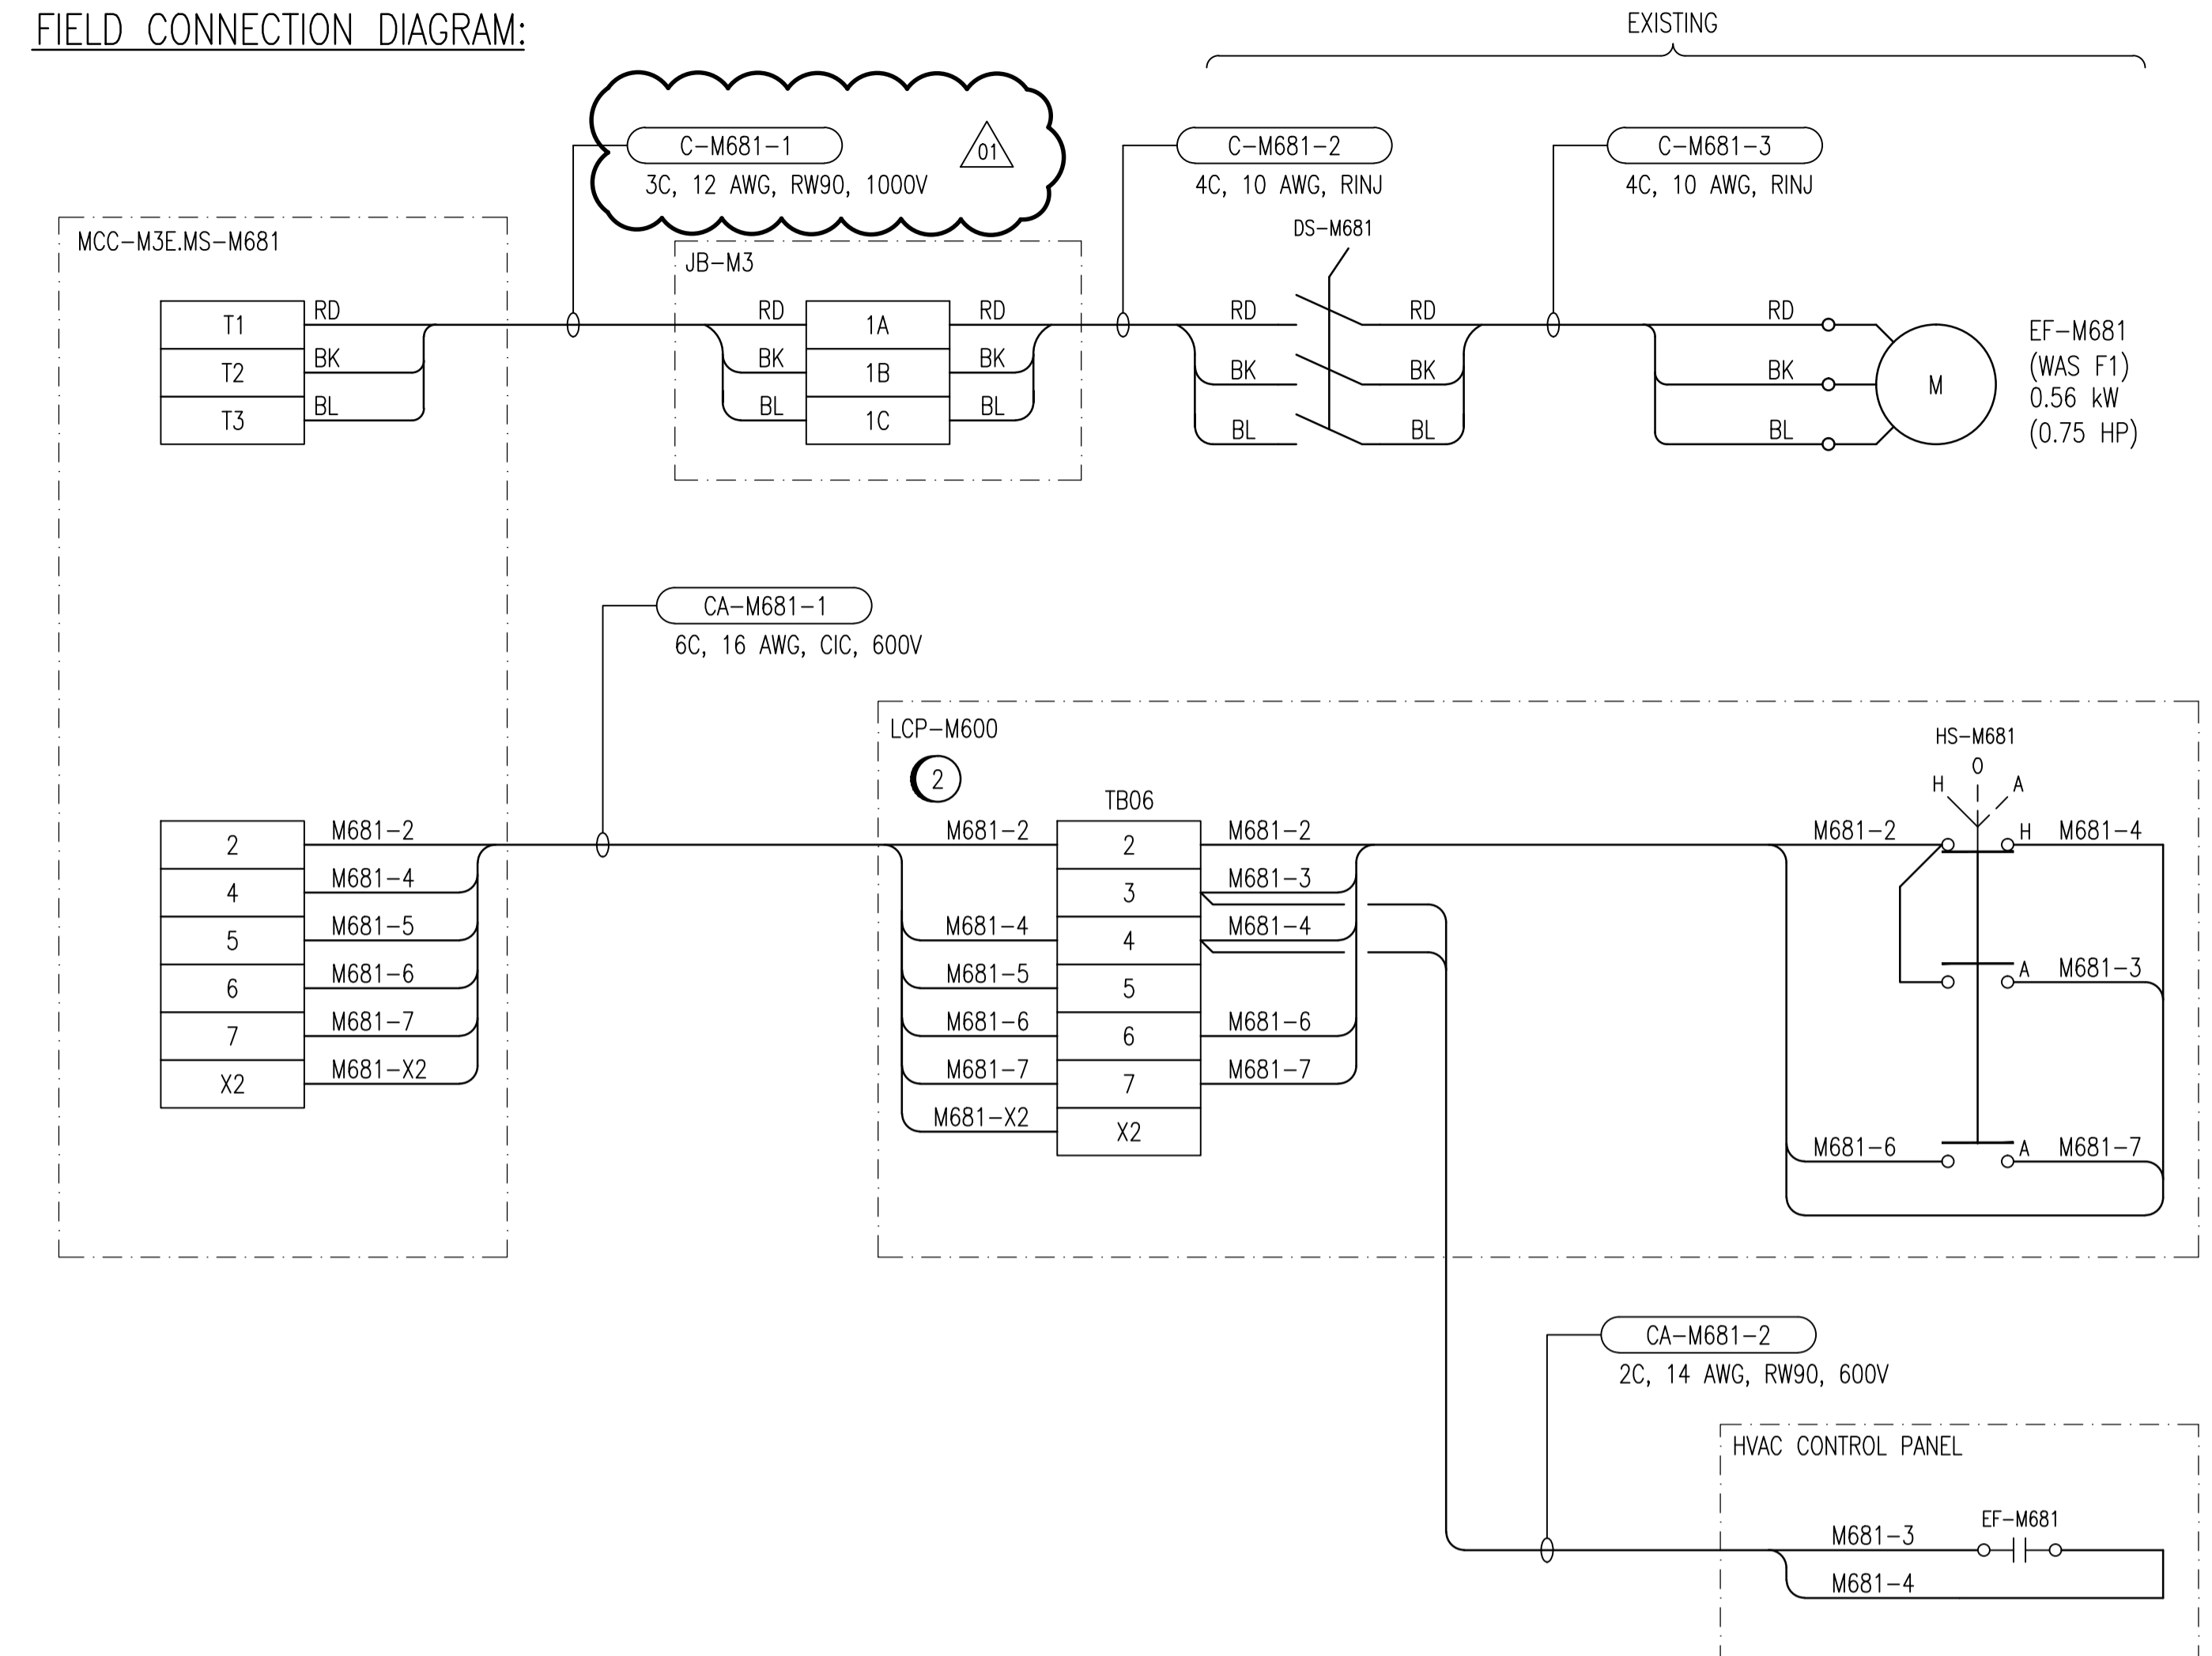 FIELD CONNECTION DIAGRAM:
EXISTING
C-M681-1
01
3C, 12 AWG, RW90, 1000V
C-M681-2
4C, 10 AWG, RINJ
C-M681-3
4C, 10 AWG, RINJ
DS-M681
MCC-M3E.MS-M681
JB-M3
T1 RD RD 1A RD RD RD RD
T2 BK BK 1B BK BK BK BK
T3 BL BL 1C BL BL BL BL
M
EF-M681
(WAS F1)
0.56 kW
(0.75 HP)
CA-M681-1
6C, 16 AWG, CIC, 600V
LCP-M600
2
TB06
HS-M681
O
H A
2 M681-2 M681-2 2 M681-2 M681-2 H M681-4
4 M681-4 3 M681-3
5 M681-5 M681-4 4 M681-4
6 M681-6 M681-5 5 A M681-3
7 M681-7 M681-6 6 M681-6
X2 M681-X2 M681-7 7 M681-7
M681-X2 X2
M681-6 A M681-7
CA-M681-2
2C, 14 AWG, RW90, 600V
HVAC CONTROL PANEL
EF-M681
M681-3
M681-4